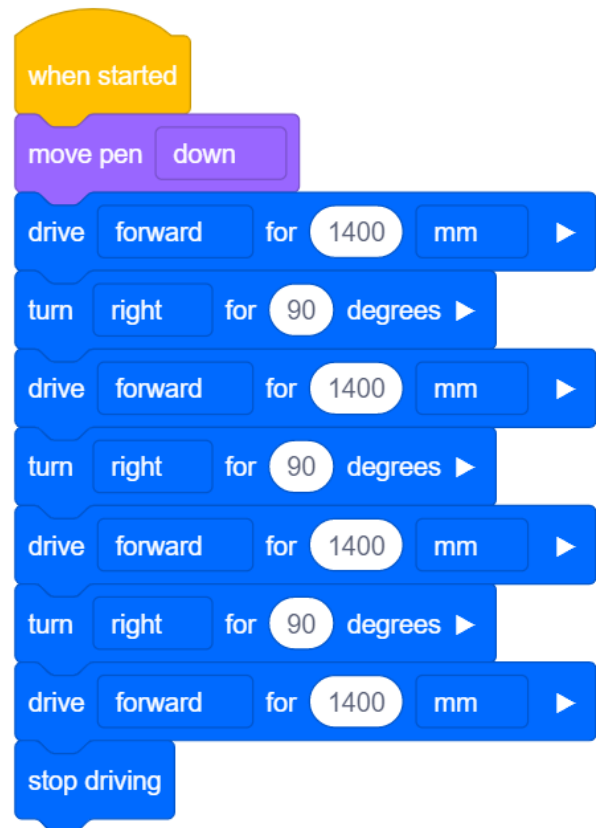 when started
move pen down
drive forward for 1400 mm
turn right for 90 degrees
drive forward for 1400 mm
turn right for 90 degrees
drive forward for 1400 mm
turn right for 90 degrees
drive forward for 1400 mm
stop driving